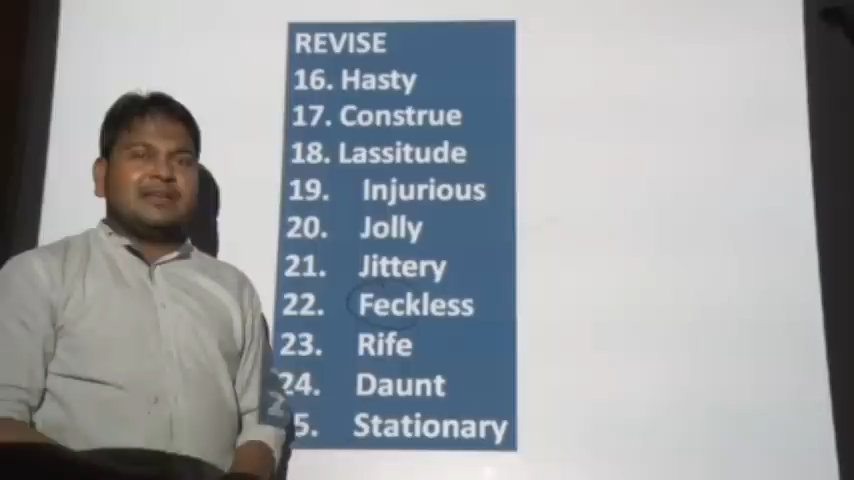 REVISE
16. Hasty
17. Construe
18. Lassitude
19. Injurious
20. Jolly
21. Jittery
22. Feckless
23. Rife
24. Daunt
25. Stationary